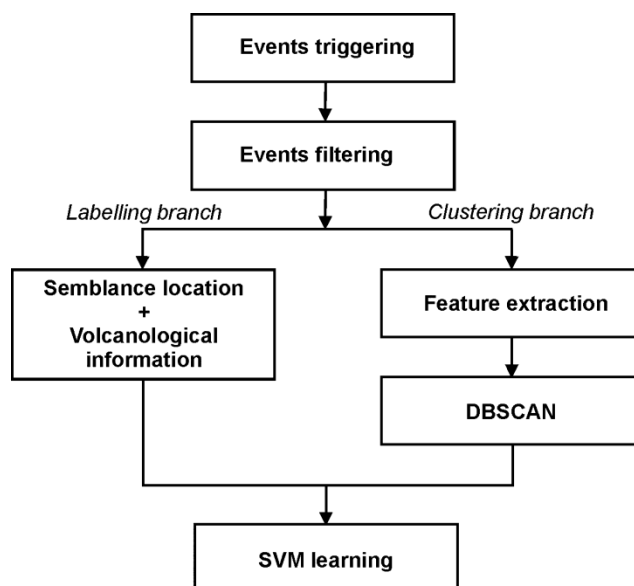 Events triggering
Events filtering
Labelling branch
Clustering branch
Semblance location
+
Volcanological
information
Feature extraction
DBSCAN
SVM learning